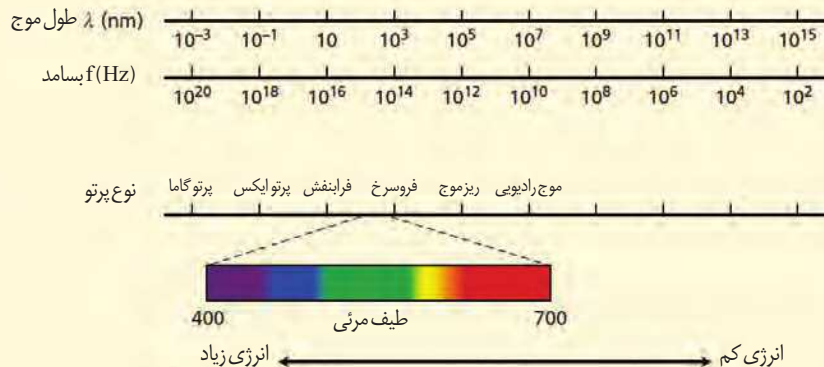 طول موج λ (nm)
10⁻³ 10⁻¹ 10 10³ 10⁵ 10⁷ 10⁹ 10¹¹ 10¹³ 10¹⁵
بسامد f(Hz)
10²⁰ 10¹⁸ 10¹⁶ 10¹⁴ 10¹² 10¹⁰ 10⁸ 10⁶ 10⁴ 10²
نوع پرتو
پرتو گاما پرتو ایکس فرابنفش فروسرخ ریزموج موج رادیویی
400 طیف مرئی 700
انرژی زیاد انرژی کم